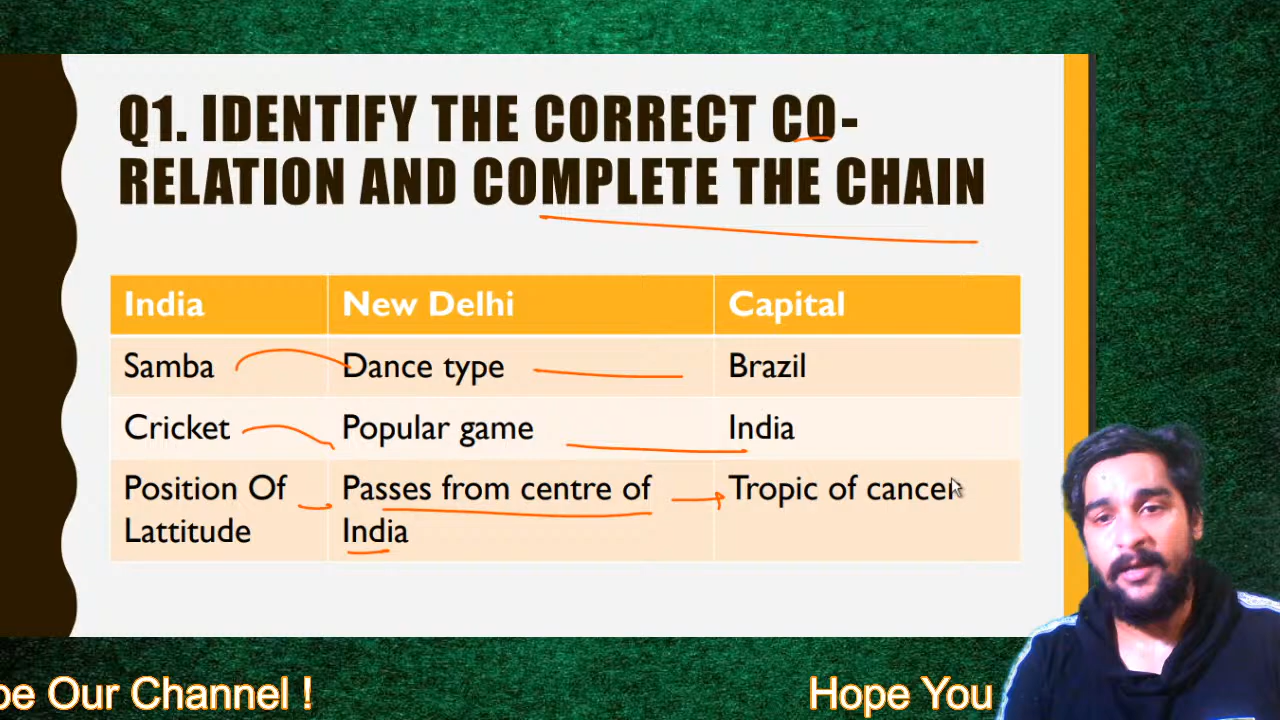 Q1. IDENTIFY THE CORRECT CO-
RELATION AND COMPLETE THE CHAIN
India New Delhi Capital
Samba Dance type Brazil
Cricket Popular game India
Position Of Passes from centre of Tropic of cancer
Lattitude India
be Our Channel ! Hope You